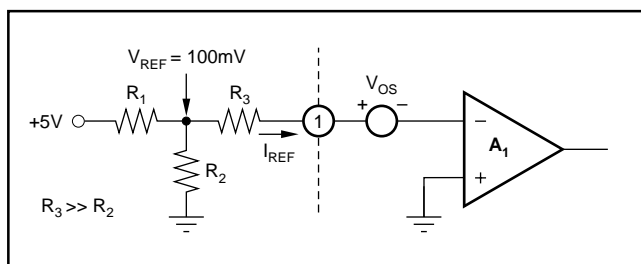 V_REF = 100mV
R_1
R_3
V_OS
+ −
+5V
1
−
A_1
I_REF
R_2
+
R_3 >> R_2